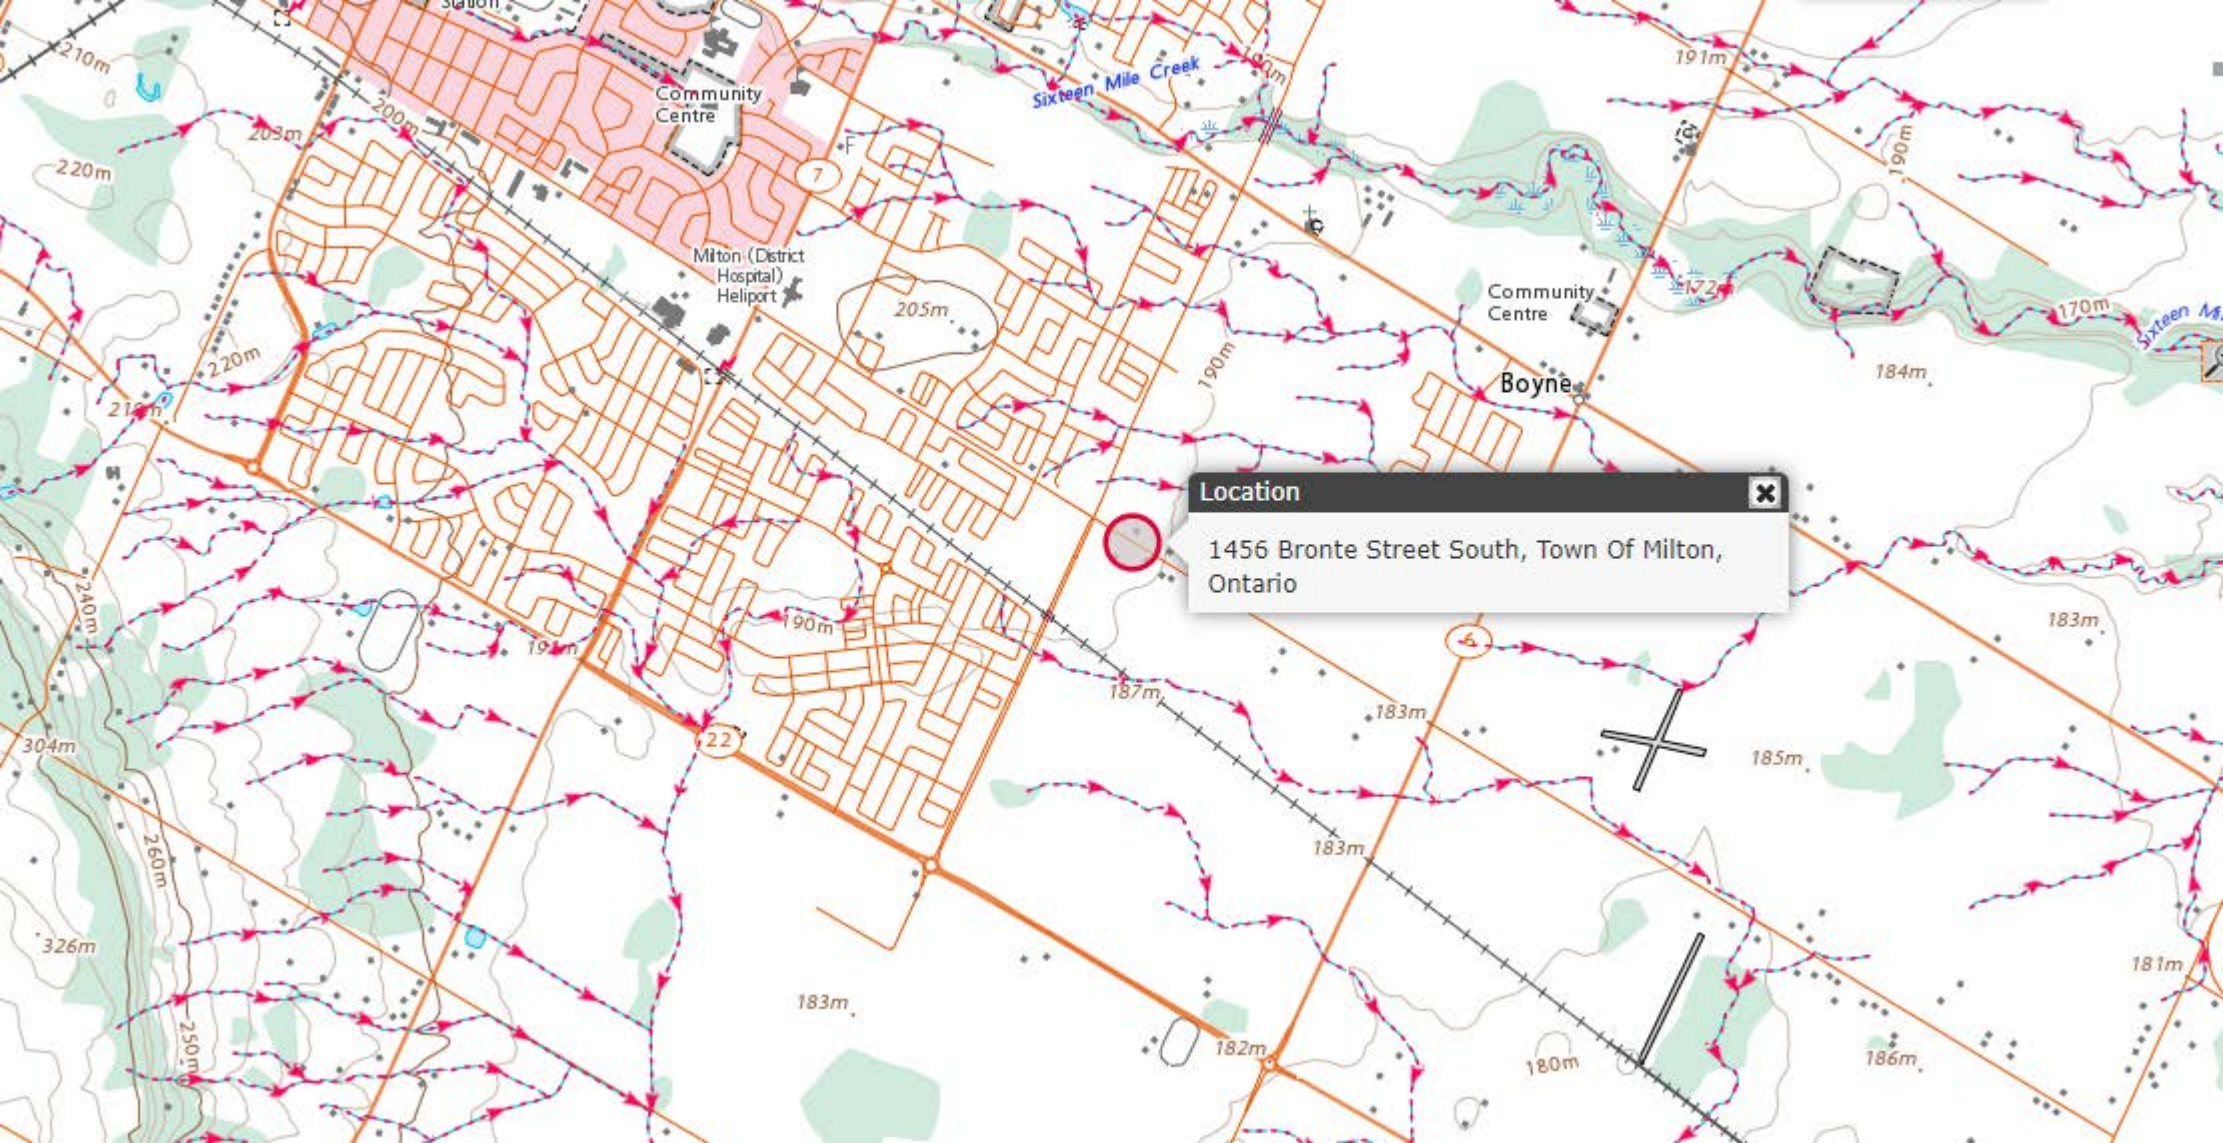 Station
210m
200m
203m
220m
Community
Centre
7
F
Sixteen Mile Creek
191m
190m
Milton (District
Hospital)
Heliport
205m
190m
Community
Centre
172m
170m
Boyne
184m
220m
Location
1456 Bronte Street South, Town Of Milton,
Ontario
240m
190m
187m
183m
183m
22
304m
185m
183m
260m
326m
183m
182m
180m
186m
181m
250m